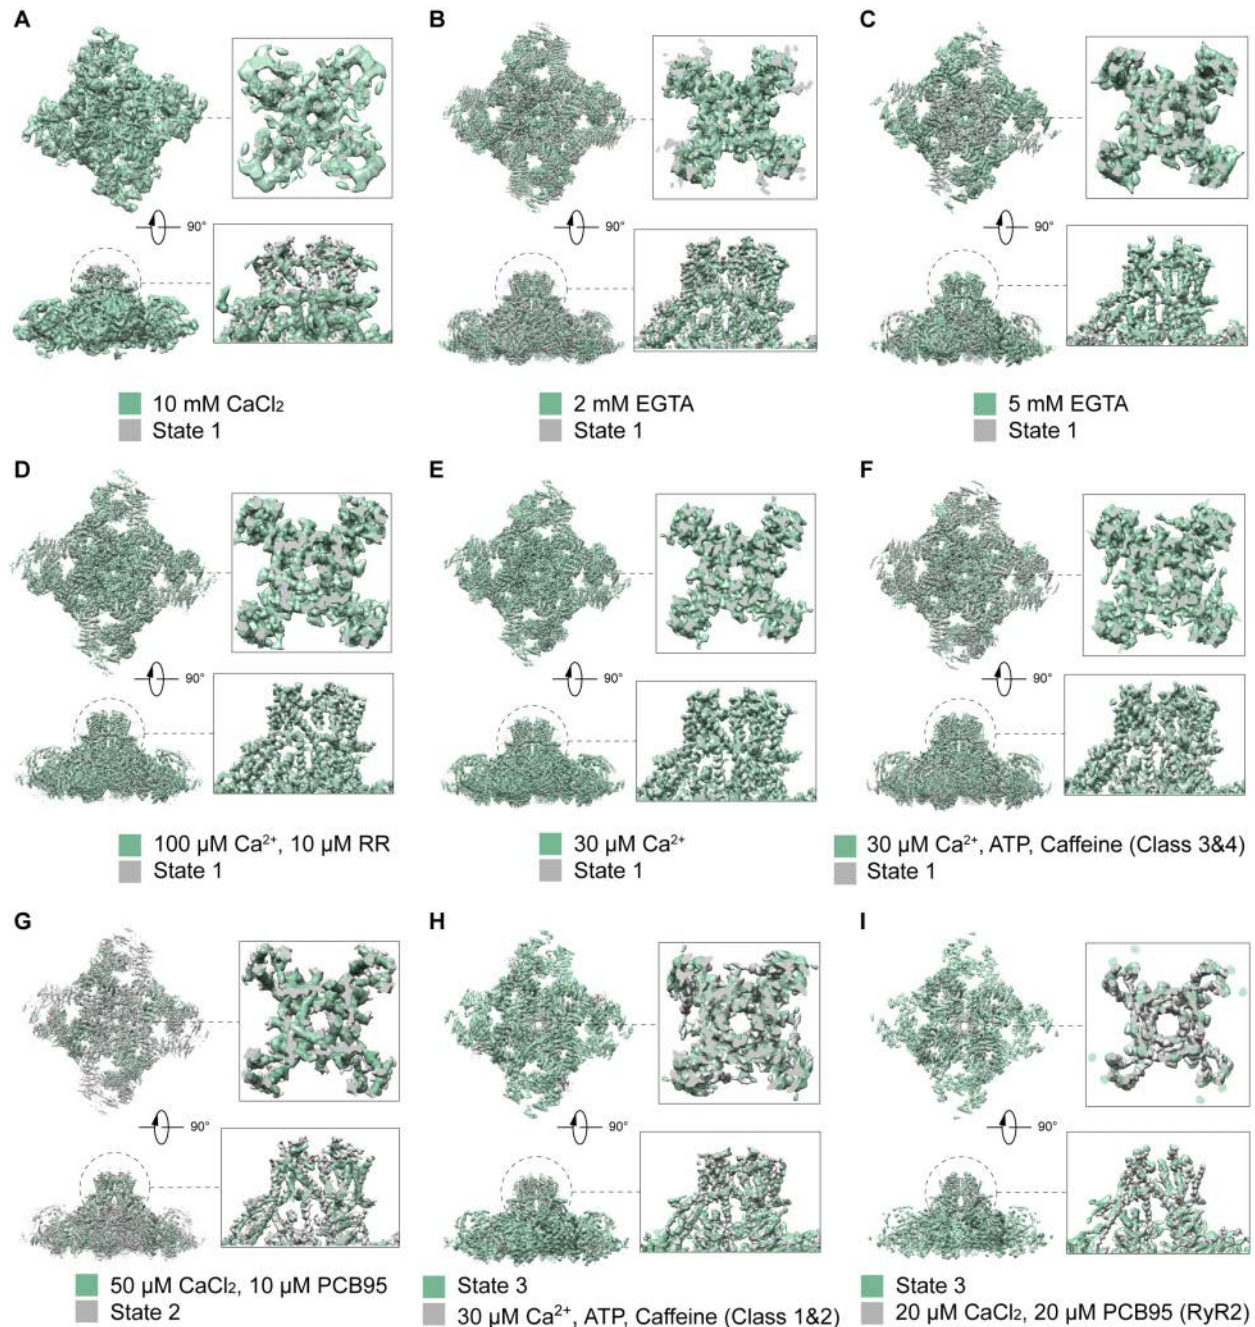 A
B
C
90°
90°
90°
10 mM CaCl₂
State 1
2 mM EGTA
State 1
5 mM EGTA
State 1
D
E
F
90°
90°
90°
100 µM Ca²⁺, 10 µM RR
State 1
30 µM Ca²⁺
State 1
30 µM Ca²⁺, ATP, Caffeine (Class 3&4)
State 1
G
H
I
90°
90°
90°
50 µM CaCl₂, 10 µM PCB95
State 2
State 3
30 µM Ca²⁺, ATP, Caffeine (Class 1&2)
State 3
20 µM CaCl₂, 20 µM PCB95 (RyR2)